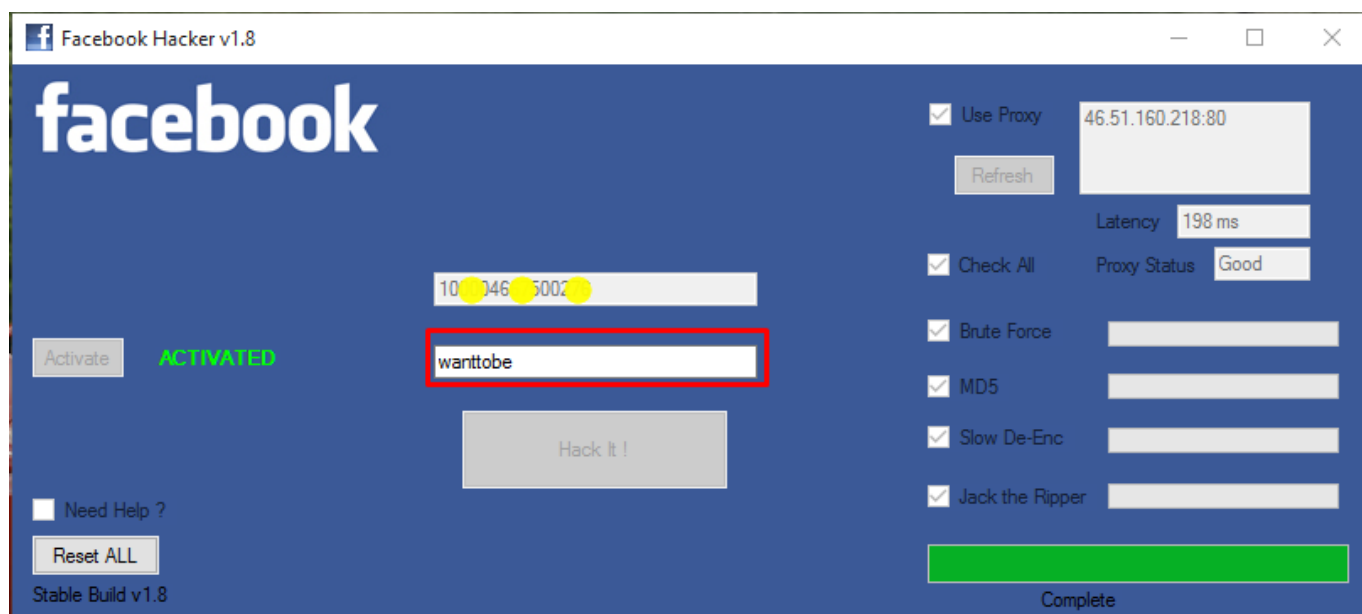 Facebook Hacker v1.8
facebook
Use Proxy
46.51.160.218:80
Refresh
Latency
198 ms
Check All
Proxy Status
Good
Brute Force
Activate
ACTIVATED
wanttobe
MD5
Hack It !
Slow De-Enc
Jack the Ripper
Need Help ?
Reset ALL
Stable Build v1.8
Complete